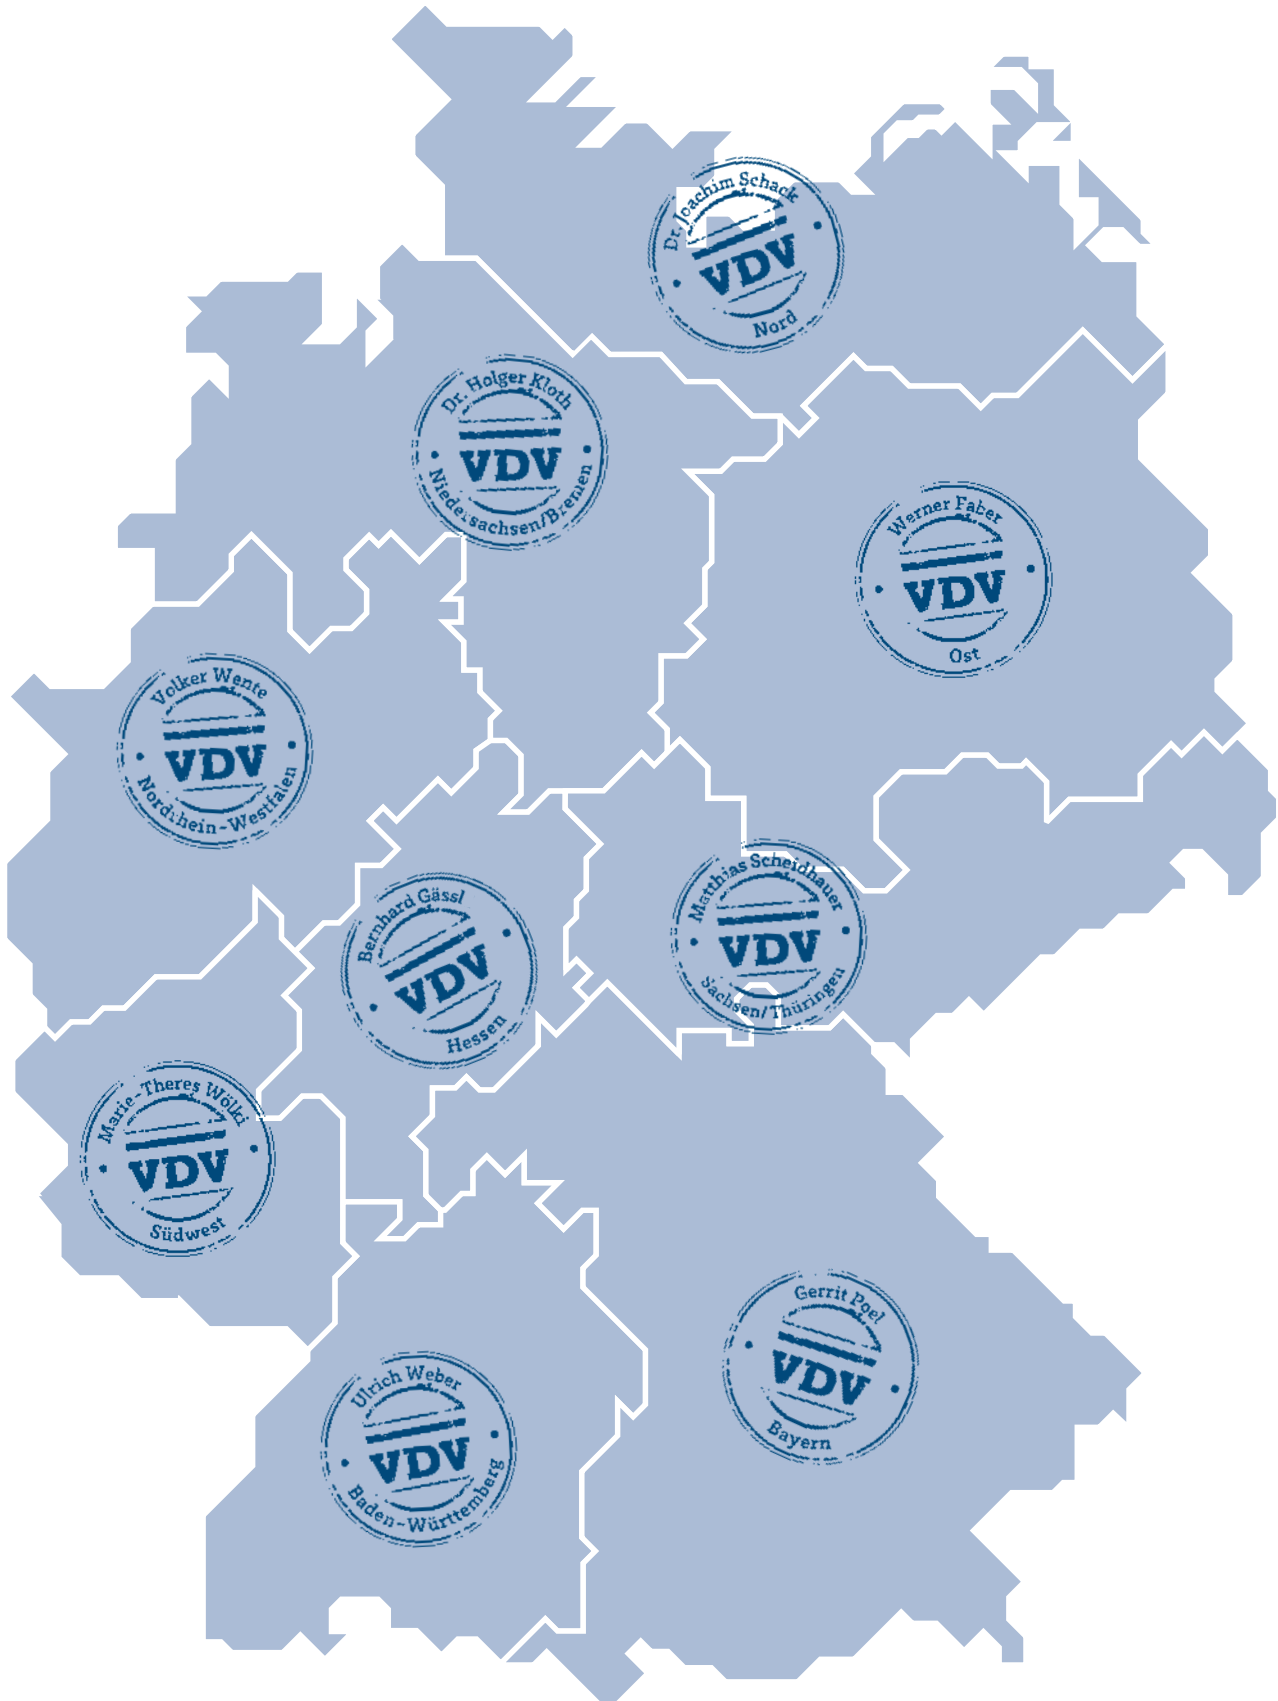 Dr. Joachim Schack
VDV
Nord
Dr. Holger Kloth
VDV
Niedersachsen/Bremen
Werner Faber
VDV
Ost
Volker Wente
VDV
Nordrhein-Westfalen
Matthias Scheidhauer
VDV
Sachsen/Thüringen
Bernhard Gässl
VDV
Hessen
Marie-Theres Wölki
VDV
Südwest
Gerrit Poel
VDV
Bayern
Ulrich Weber
VDV
Baden-Württemberg